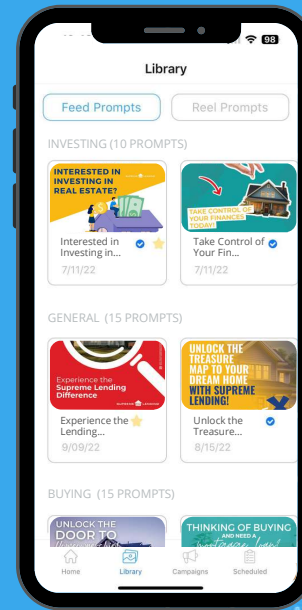 98
Library
Feed Prompts
Reel Prompts
INVESTING (10 PROMPTS)
INTERESTED IN
INVESTING IN
REAL ESTATE?
TAKE CONTROL OF
YOUR FINANCES
TODAY!
Interested in
Investing in...
7/11/22
Take Control of
Your Fin...
7/11/22
GENERAL (15 PROMPTS)
Experience the
Supreme Lending
Difference
SUPREME LENDING
UNLOCK THE
TREASURE
MAP TO YOUR
DREAM HOME
WITH SUPREME
LENDING!
Experience the
Lending...
9/09/22
Unlock the
Treasure...
8/15/22
BUYING (15 PROMPTS)
UNLOCK THE
DOOR TO
THINKING OF BUYING
AND NEED A
mortgage loan?
Home
Library
Campaigns
Scheduled